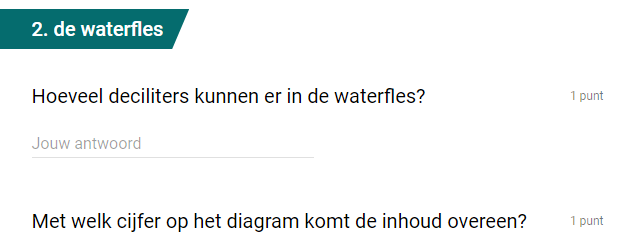 2. de waterfles
Hoeveel deciliters kunnen er in de waterfles?
1 punt
Jouw antwoord
Met welk cijfer op het diagram komt de inhoud overeen?
1 punt